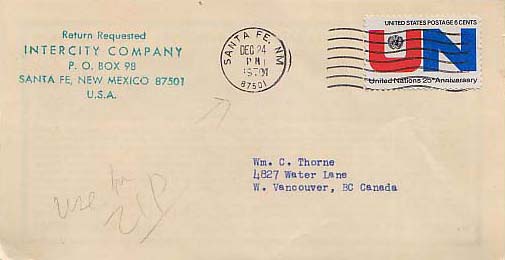 Return Requested
INTERCITY COMPANY
P. O. BOX 98
SANTA FE, NEW MEXICO 87501
U.S.A.
SANTA FE, NM
DEC 24
PM
87501
UNITED STATES POSTAGE 6 CENTS
UN
United Nations 25th Anniversary
Wm. C. Thorne
4827 Water Lane
W. Vancouver, BC Canada
use for
ZIP